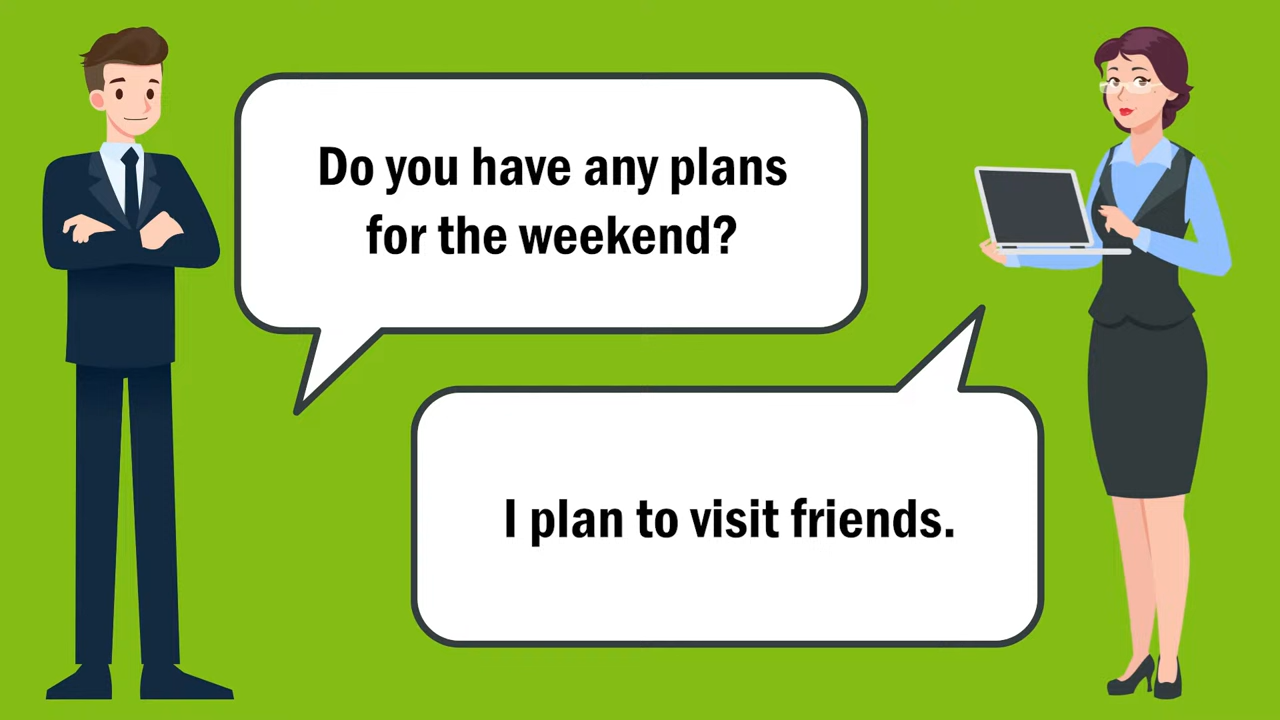 Do you have any plans
for the weekend?
I plan to visit friends.